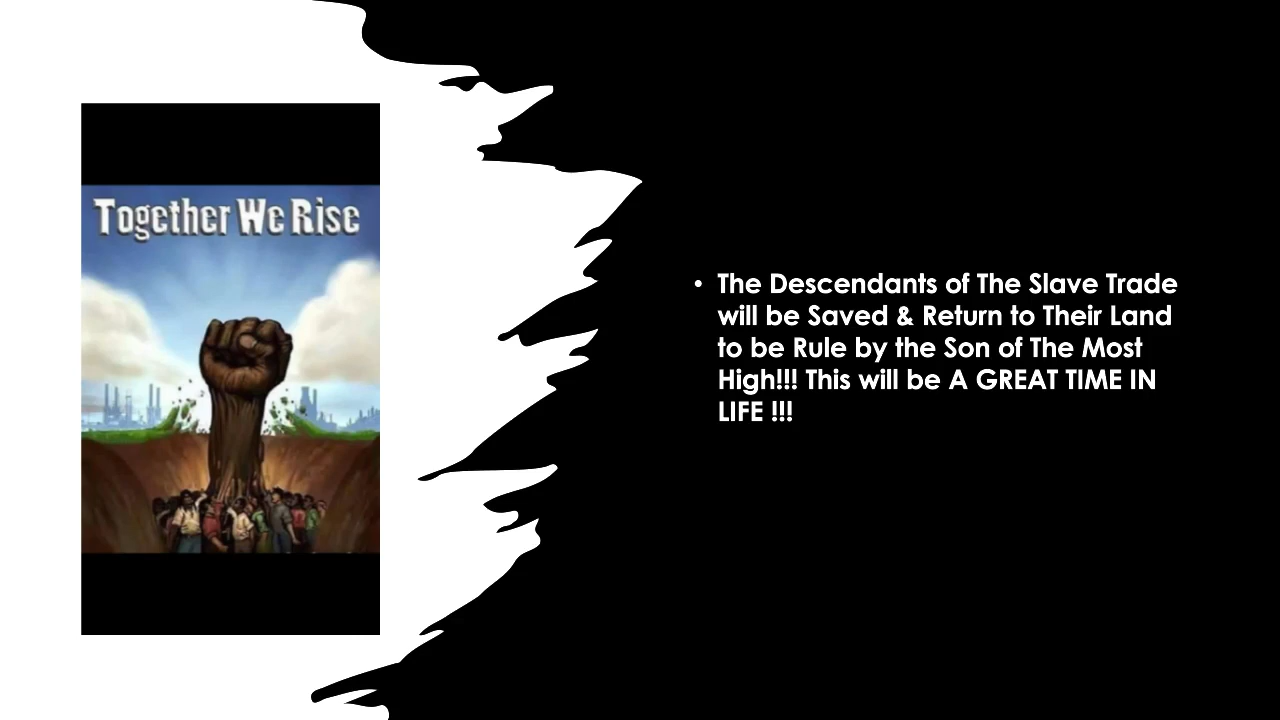 Together We Rise
• The Descendants of The Slave Trade
will be Saved & Return to Their Land
to be Rule by the Son of The Most
High!!! This will be A GREAT TIME IN
LIFE !!!